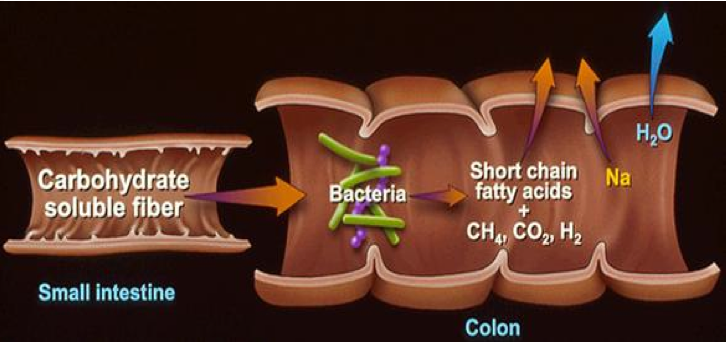 Carbohydrate
soluble fiber
Small intestine
Bacteria
Short chain
fatty acids
+
CH₄, CO₂, H₂
Na
H₂O
Colon